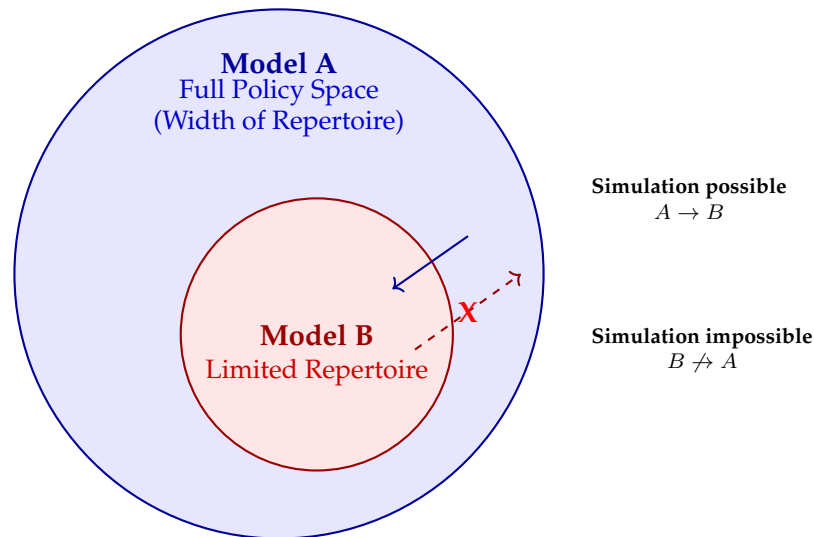 Model A
Full Policy Space
(Width of Repertoire)
Simulation possible
A → B
X
Model B
Limited Repertoire
Simulation impossible
B ↛ A